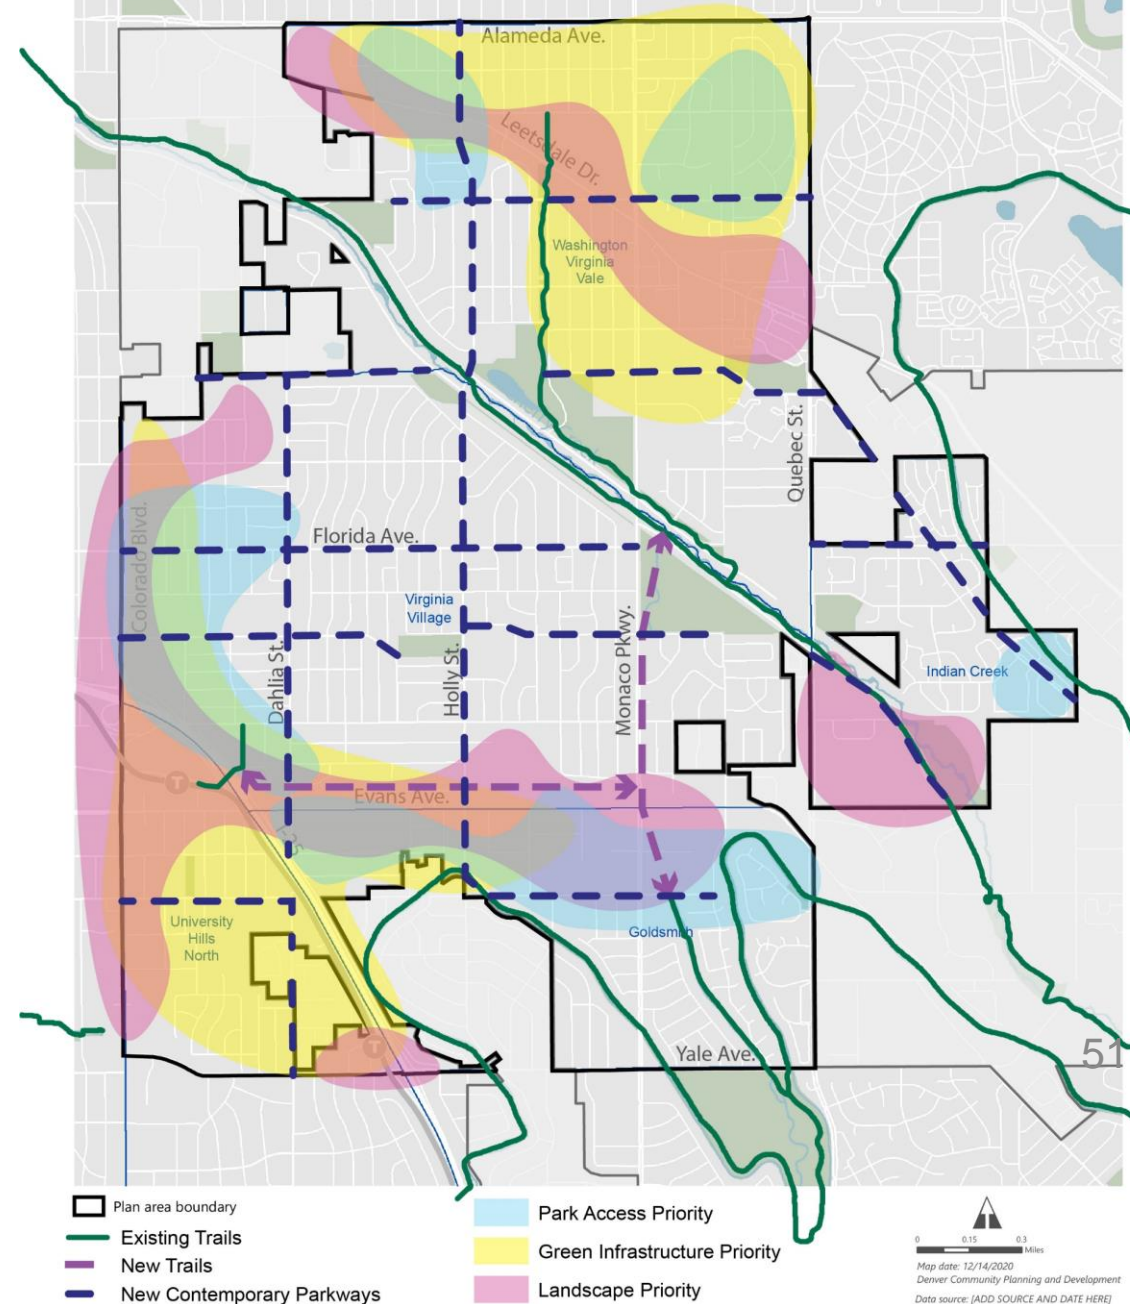 Alameda Ave.
Leetsdale Dr.
Washington
Virginia
Vale
Quebec St.
Colorado Blvd.
Florida Ave.
Virginia
Village
Dahlia St.
Holly St.
Monaco Pkwy.
Indian Creek
T
Evans Ave.
I-25
University
Hills
North
Goldsmith
T
Yale Ave.
51
Plan area boundary
Existing Trails
New Trails
New Contemporary Parkways
Park Access Priority
Green Infrastructure Priority
Landscape Priority
0 0.15 0.3
Miles
Map date: 12/14/2020
Denver Community Planning and Development
Data source: [ADD SOURCE AND DATE HERE]